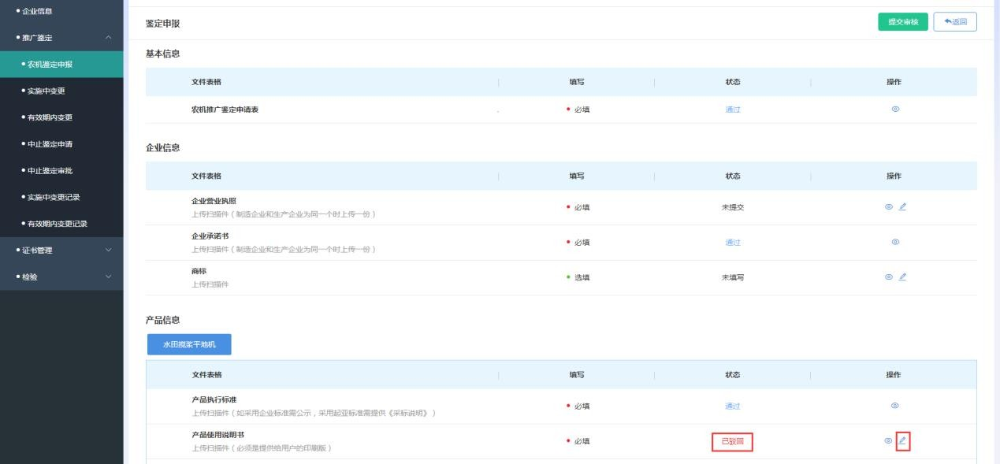 企业信息
推广鉴定
农机鉴定申报
实施中变更
有效期内变更
中止鉴定申请
中止鉴定审批
实施中变更记录
有效期内变更记录
证书管理
检验
鉴定申报
提交审核
返回
基本信息
文件表格 填写 状态 操作
农机推广鉴定申请表 必填 通过
企业信息
文件表格 填写 状态 操作
企业营业执照
上传扫描件（制造企业和生产企业为同一个时上传一份） 必填 未提交
企业承诺书
上传扫描件（制造企业和生产企业为同一个时上传一份） 必填 通过
商标
上传扫描件 选填 未填写
产品信息
水田搅浆平地机
文件表格 填写 状态 操作
产品执行标准
上传扫描件（如采用企业标准需公示，采用起亚标准需提供《采标说明》） 必填 通过
产品使用说明书
上传扫描件（必须是提供给用户的印刷版） 必填 已驳回